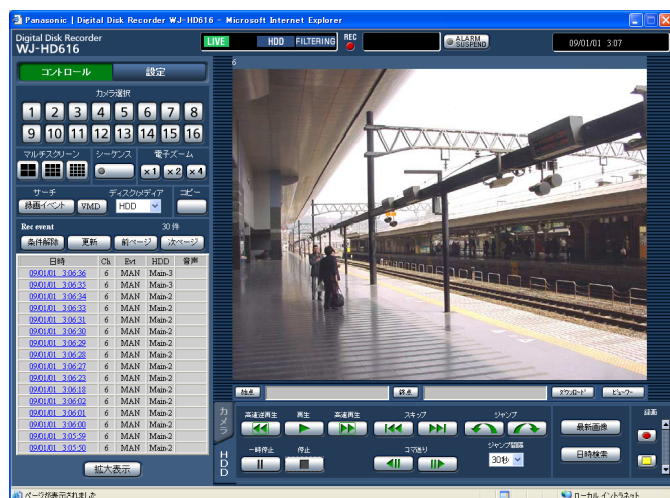 Panasonic | Digital Disk Recorder WJ-HD616 - Microsoft Internet Explorer
Digital Disk Recorder
WJ-HD616
LIVE HDD FILTERING REC ALARM SUSPEND 09/01/01 3:07
コントロール 設定
6
カメラ選択
1 2 3 4 5 6 7 8
9 10 11 12 13 14 15 16
マルチスクリーン シーケンス 電子ズーム
×1 ×2 ×4
サーチ ディスク/メディア コピー
録画イベント VMD HDD
Rec event 30 件
条件解除 更新 前ページ 次ページ
日時 Ch Evt HDD 音声
09/01/01 3:06:36 6 MAN Main-3
09/01/01 3:06:35 6 MAN Main-3
09/01/01 3:06:34 6 MAN Main-2
09/01/01 3:06:33 6 MAN Main-2
09/01/01 3:06:31 6 MAN Main-2
09/01/01 3:06:30 6 MAN Main-2
09/01/01 3:06:29 6 MAN Main-2
09/01/01 3:06:28 6 MAN Main-2
09/01/01 3:06:27 6 MAN Main-2
09/01/01 3:06:23 6 MAN Main-2
09/01/01 3:06:18 6 MAN Main-2
09/01/01 3:06:02 6 MAN Main-2
09/01/01 3:06:01 6 MAN Main-2
09/01/01 3:06:00 6 MAN Main-2
09/01/01 3:05:59 6 MAN Main-2
09/01/01 3:05:50 6 MAN Main-2
拡大表示
始点 終点 ダウンロード ビューワー
カメラ
HDD
高速逆再生 再生 高速再生 スキップ ジャンプ
最新画像
録画
一時停止 停止 コマ送り ジャンプ間隔
30秒
日時検索
ページが表示されました ローカル イントラネット